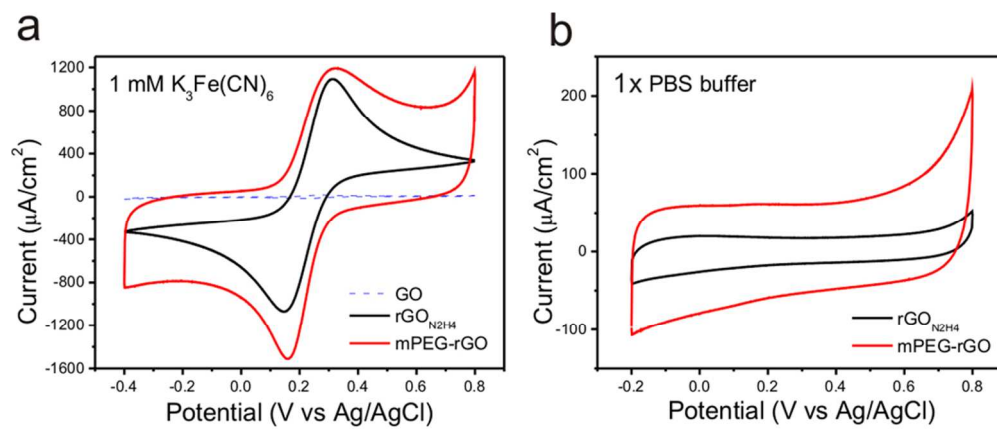 a
1 mM K3Fe(CN)6
1200
800
400
0
-400
-800
-1200
-1600
Current (μA/cm²)
GO
rGON2H4
mPEG-rGO
-0.4 -0.2 0.0 0.2 0.4 0.6 0.8
Potential (V vs Ag/AgCl)
b
1x PBS buffer
200
100
0
-100
Current (μA/cm²)
rGON2H4
mPEG-rGO
-0.2 0.0 0.2 0.4 0.6 0.8
Potential (V vs Ag/AgCl)